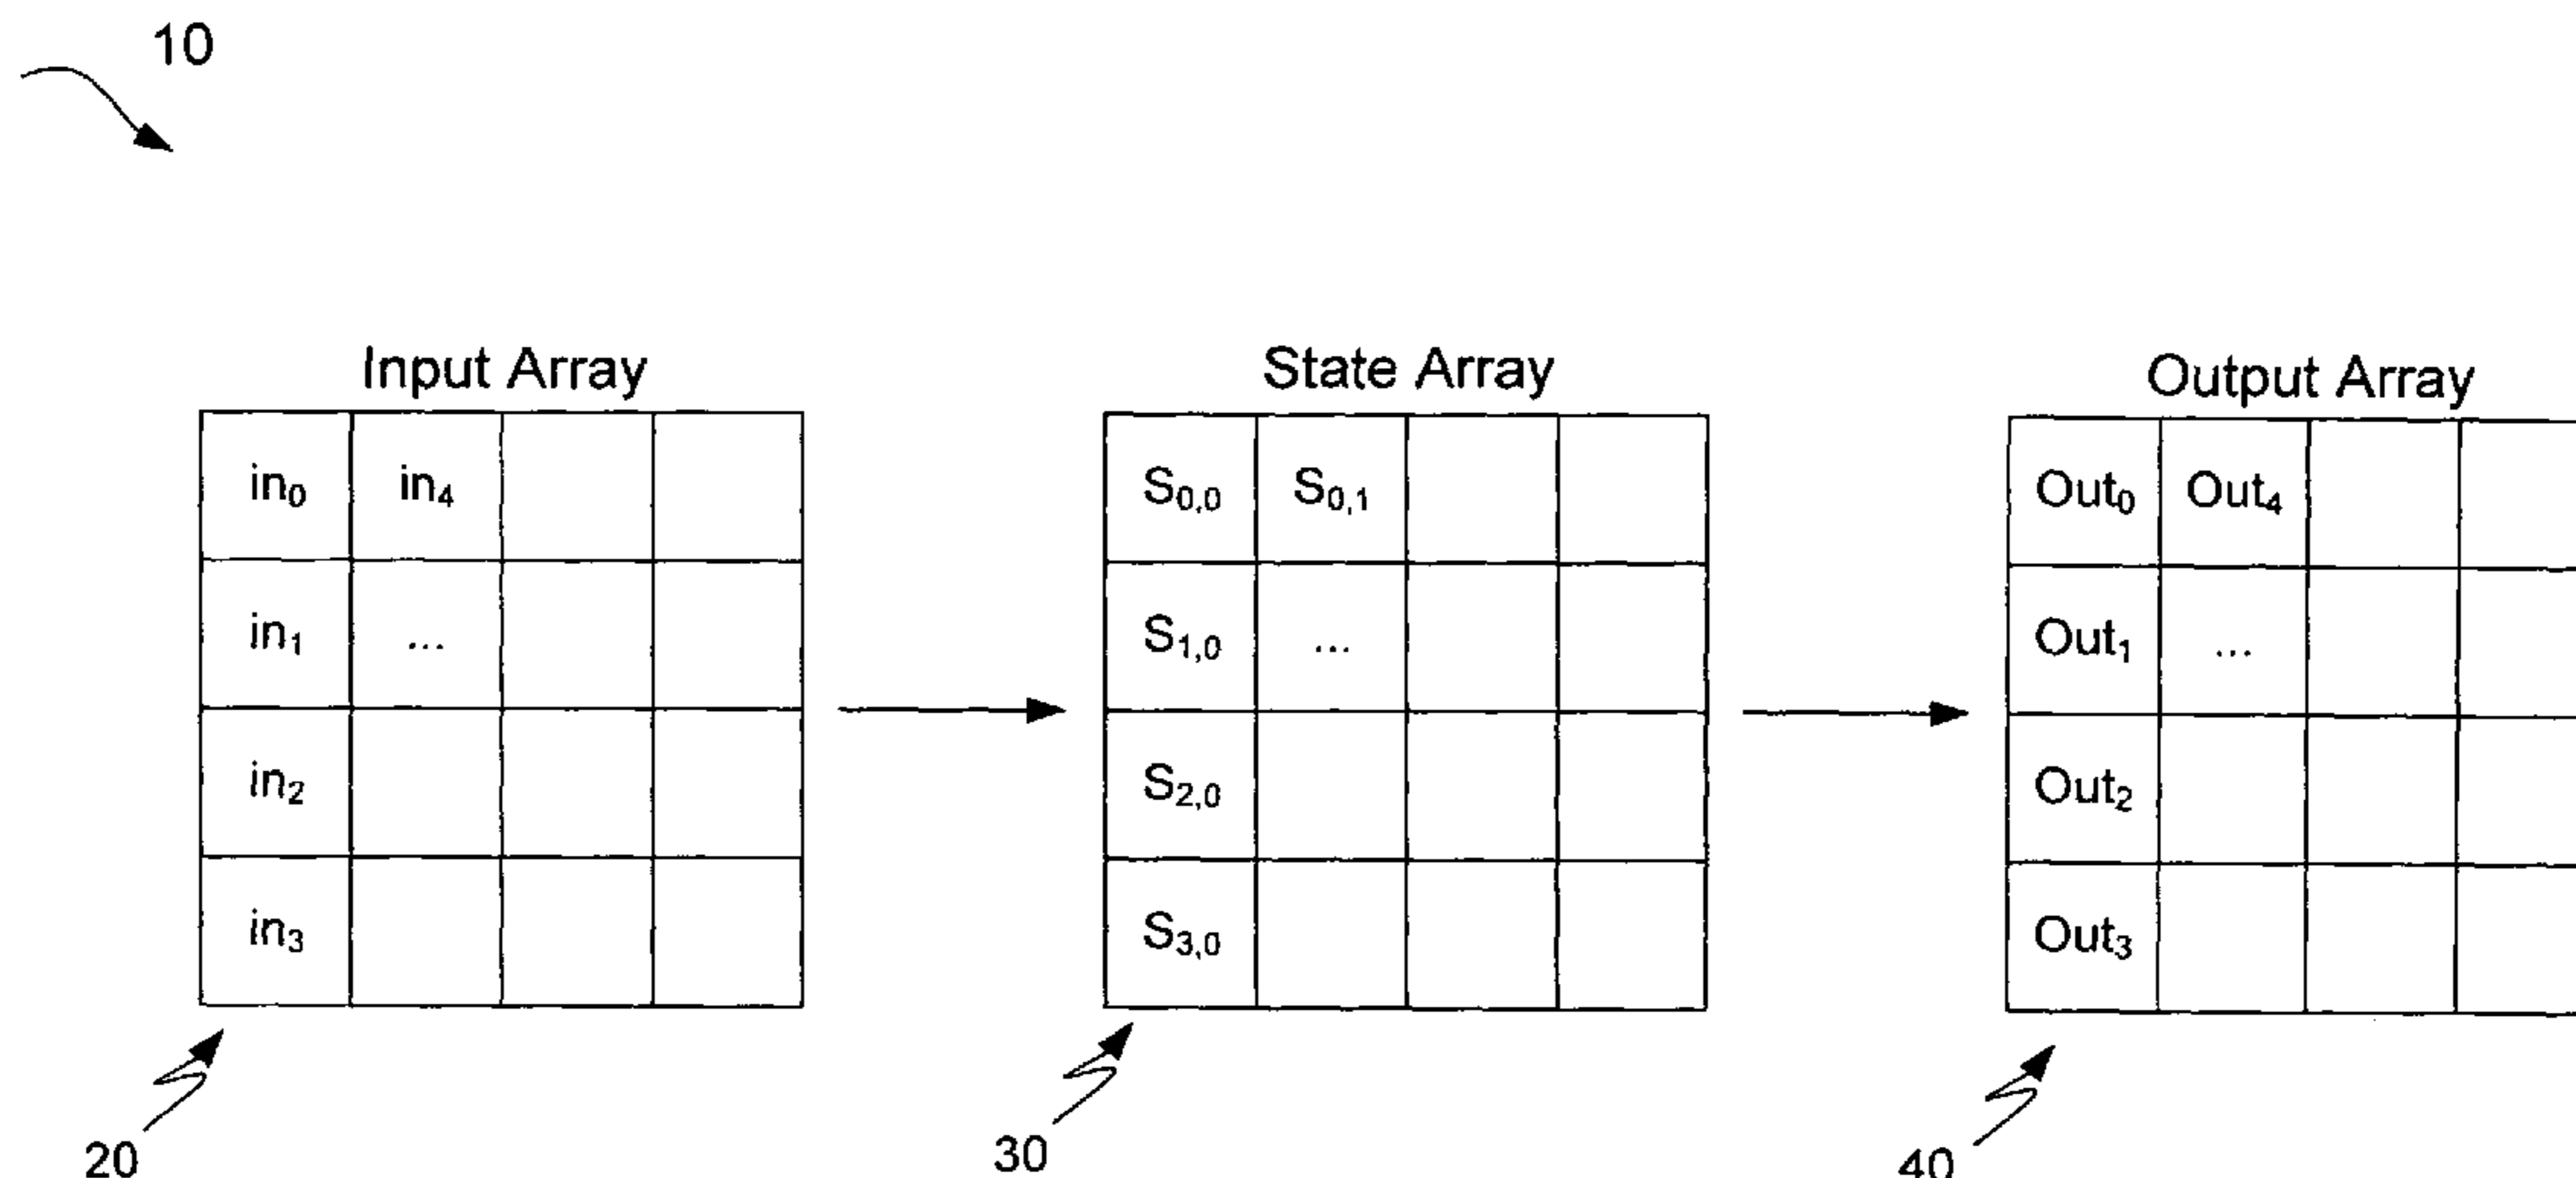 10
Input Array
State Array
Output Array
in₀ in₄
S₀,₀ S₀,₁
Out₀ Out₄
in₁ ...
S₁,₀ ...
Out₁ ...
in₂
S₂,₀
Out₂
in₃
S₃,₀
Out₃
20
30
40